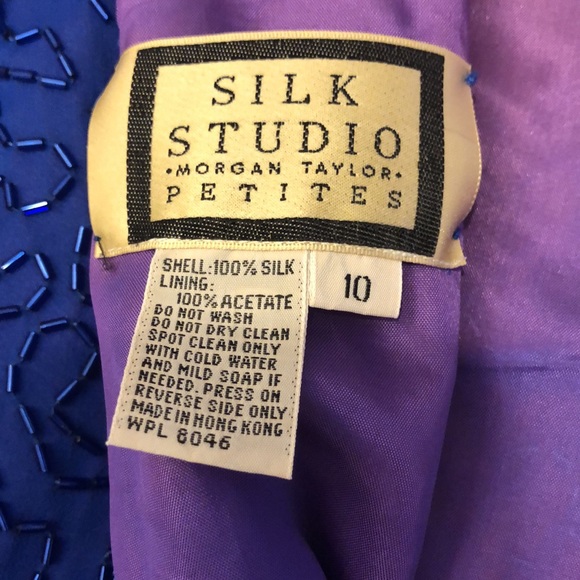 SILK
STUDIO
•MORGAN TAYLOR•
PETITES
SHELL:100% SILK
LINING:
100% ACETATE
DO NOT WASH
DO NOT DRY CLEAN
SPOT CLEAN ONLY
WITH COLD WATER
AND MILD SOAP IF
NEEDED. PRESS ON
REVERSE SIDE ONLY
MADE IN HONG KONG
WPL 6046
10